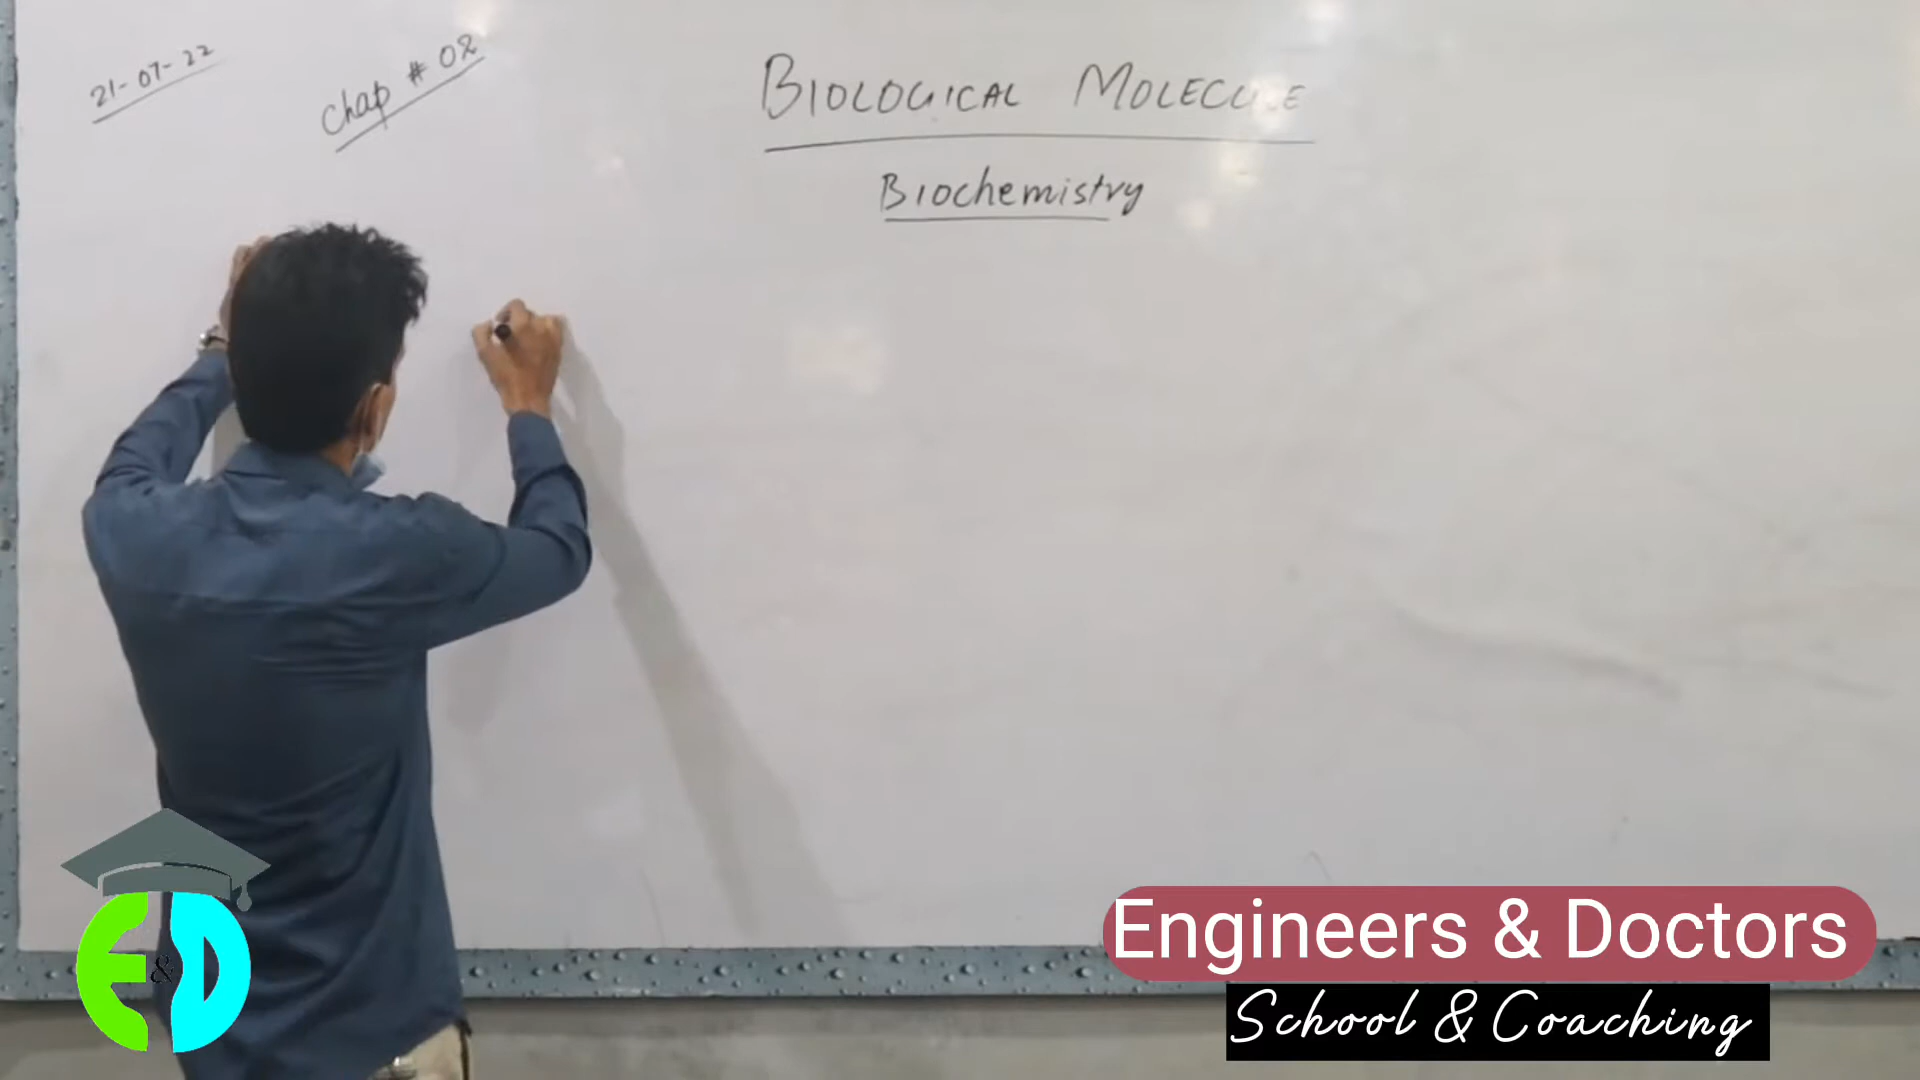 21-07-22
Chap # 02
BIOLOGICAL MOLECULE
Biochemistry
E&D
Engineers & Doctors
School & Coaching